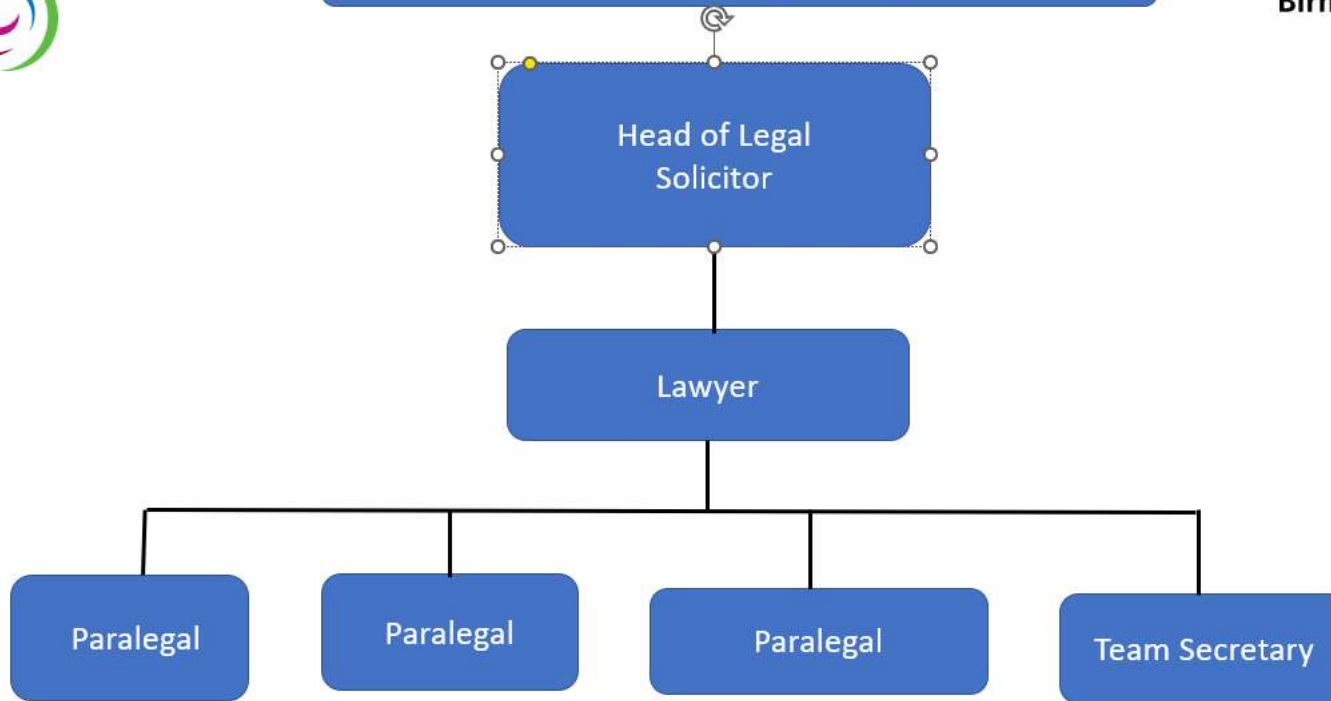 Head of Legal
Solicitor
Lawyer
Paralegal
Paralegal
Paralegal
Team Secretary